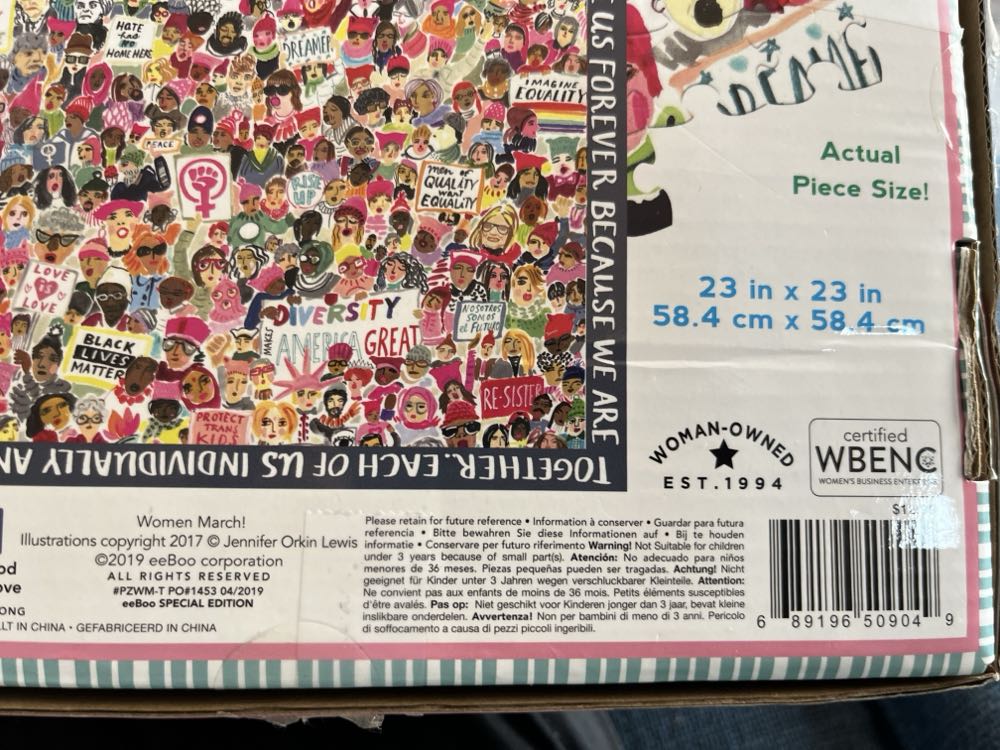 HATE
has
NO
HOME HERE
DREAMER
IMAGINE
EQUALITY
PEACE
RISE
UP
men of
QUALITY
want
EQUALITY
LOVE
IS
LOVE
DIVERSITY
MAKES
AMERICA GREAT
NOSOTROS
SOMOS
el FUTURO
BLACK
LIVES
MATTER
RE-SISTER
PROTECT
TRANS
KIDS
US FOREVER BECAUSE WE ARE
TOGETHER. EACH OF US INDIVIDUALLY AN
Actual
Piece Size!
23 in x 23 in
58.4 cm x 58.4 cm
WOMAN-OWNED
EST.1994
certified
WBENC
WOMEN'S BUSINESS ENTERPRISE
Women March!
Illustrations copyright 2017 © Jennifer Orkin Lewis
©2019 eeBoo corporation
ALL RIGHTS RESERVED
#PZWM-T PO#1453 04/2019
eeBoo SPECIAL EDITION
LT IN CHINA • GEFABRICEERD IN CHINA
Please retain for future reference • Information à conserver • Guardar para futura
referencia • Bitte bewahren Sie diese Informationen auf • Bij te houden
informatie • Conservare per futuro riferimento Warning! Not Suitable for children
under 3 years because of small part(s). Atención: No adecuado para niños
menores de 36 meses. Piezas pequeñas pueden ser tragadas. Achtung! Nicht
geeignet für Kinder unter 3 Jahren wegen verschluckbarer Kleinteile. Attention:
Ne convient pas aux enfants de moins de 36 mois. Petits éléments susceptibles
d'être avalés. Pas op: Niet geschikt voor Kinderen jonger dan 3 jaar, bevat kleine
inslikbare onderdelen. Avvertenza! Non per bambini di meno di 3 anni. Pericolo
di soffocamento a causa di pezzi piccoli ingeribili.
6 89196 50904 9